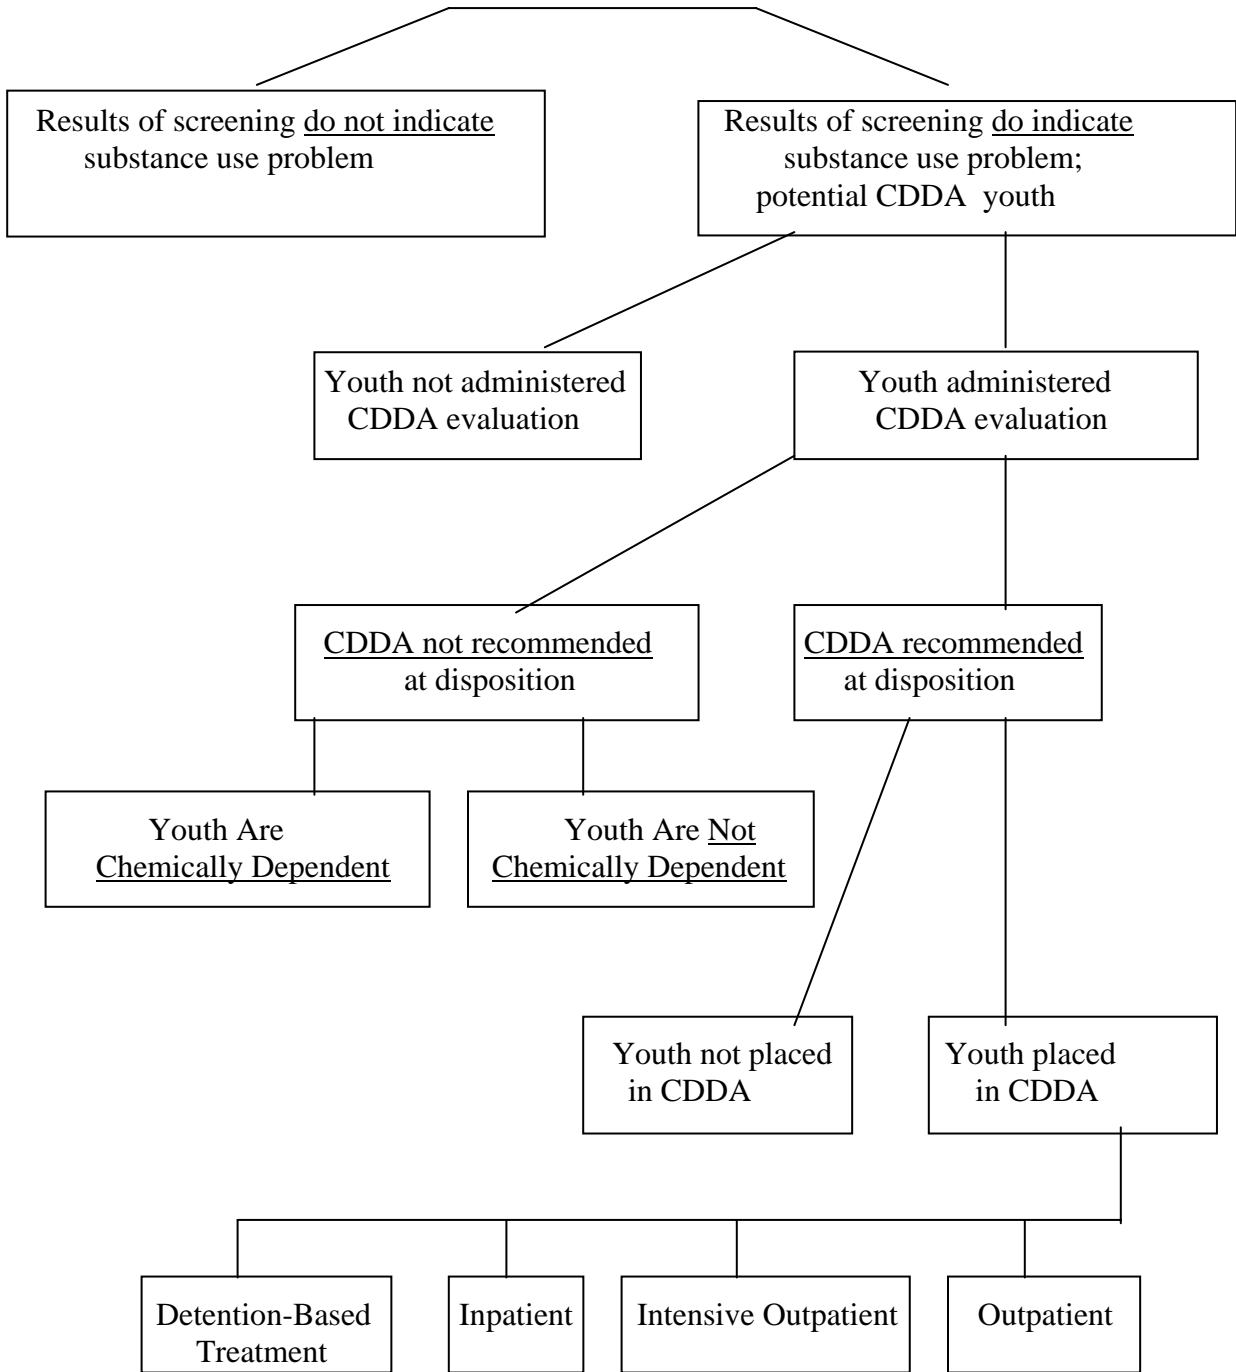 Results of screening do not indicate
substance use problem
Results of screening do indicate
substance use problem;
potential CDDA youth
Youth not administered
CDDA evaluation
Youth administered
CDDA evaluation
CDDA not recommended
at disposition
CDDA recommended
at disposition
Youth Are
Chemically Dependent
Youth Are Not
Chemically Dependent
Youth not placed
in CDDA
Youth placed
in CDDA
Detention-Based
Treatment
Inpatient
Intensive Outpatient
Outpatient